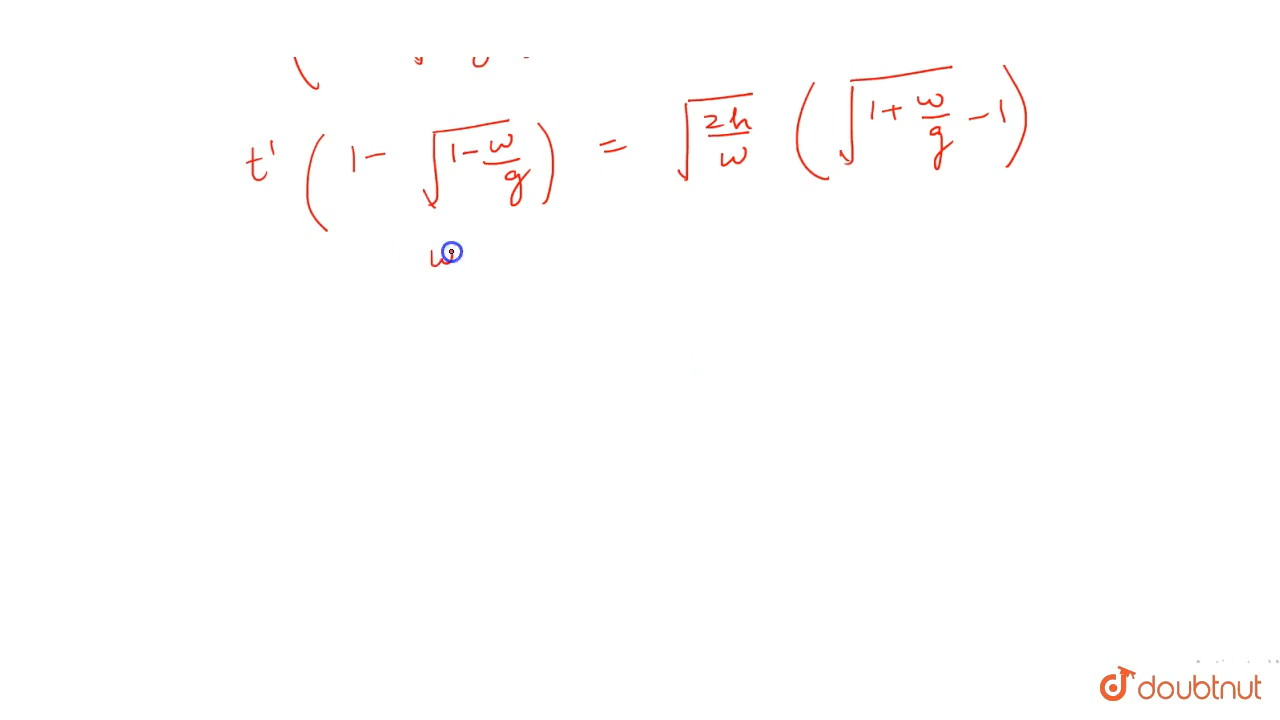 t' ( 1 - √(1 - w/g) ) = √(2h/w) ( √(1 + w/g) - 1 )
w
doubtnut